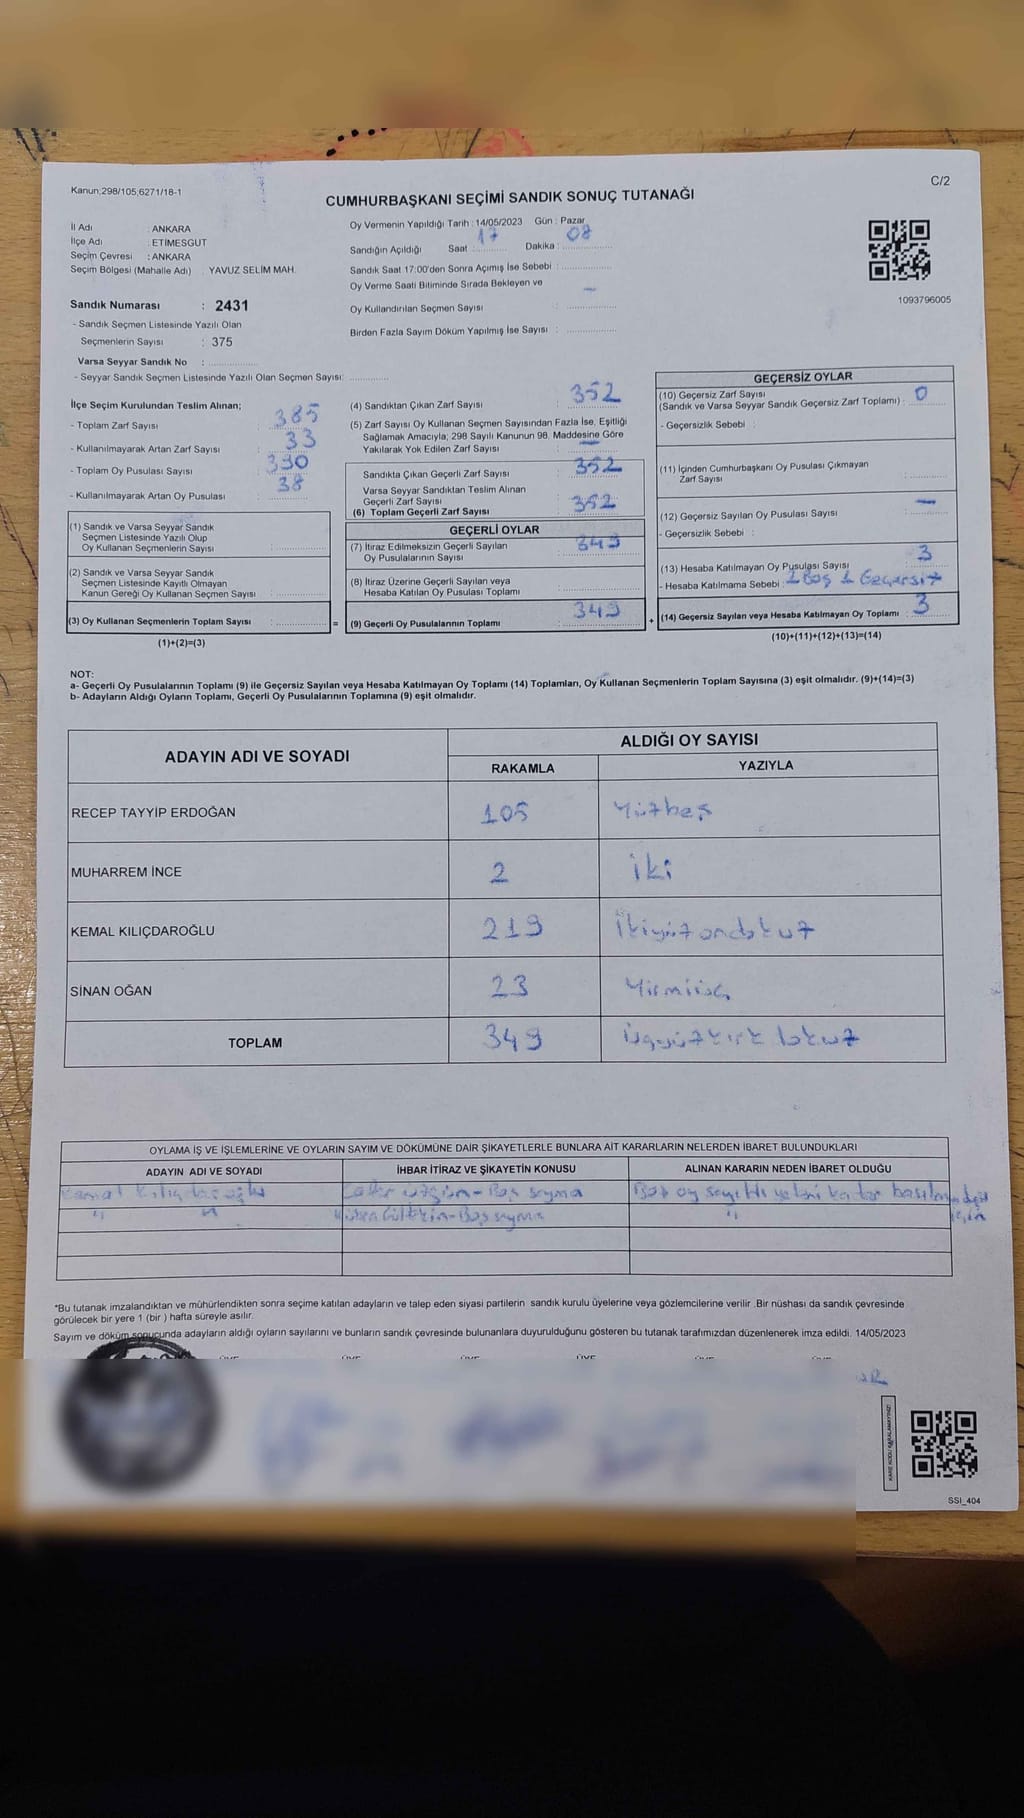 Kanun;298/105;6271/18-1
C/2
CUMHURBAŞKANI SEÇİMİ SANDIK SONUÇ TUTANAĞI
İl Adı : ANKARA
İlçe Adı : ETİMESGUT
Seçim Çevresi : ANKARA
Seçim Bölgesi (Mahalle Adı) : YAVUZ SELİM MAH.
Oy Vermenin Yapıldığı Tarih : 14/05/2023 Gün : Pazar
Sandığın Açıldığı Saat : 17 Dakika : 08
Sandık Saat 17:00'den Sonra Açımış İse Sebebi :
Oy Verme Saati Bitiminde Sırada Bekleyen ve
Oy Kullandırılan Seçmen Sayısı : —
Birden Fazla Sayım Döküm Yapılmış İse Sayısı :
1093796005
Sandık Numarası : 2431
- Sandık Seçmen Listesinde Yazılı Olan
Seçmenlerin Sayısı : 375
Varsa Seyyar Sandık No :
- Seyyar Sandık Seçmen Listesinde Yazılı Olan Seçmen Sayısı:
İlçe Seçim Kurulundan Teslim Alınan;
- Toplam Zarf Sayısı : 385
- Kullanılmayarak Artan Zarf Sayısı : 33
- Toplam Oy Pusulası Sayısı : 390
- Kullanılmayarak Artan Oy Pusulası : 38
(1) Sandık ve Varsa Seyyar Sandık
Seçmen Listesinde Yazılı Olup
Oy Kullanan Seçmenlerin Sayısı :
(2) Sandık ve Varsa Seyyar Sandık
Seçmen Listesinde Kayıtlı Olmayan
Kanun Gereği Oy Kullanan Seçmen Sayısı :
(3) Oy Kullanan Seçmenlerin Toplam Sayısı :
(1)+(2)=(3)
=
(4) Sandıktan Çıkan Zarf Sayısı : 352
(5) Zarf Sayısı Oy Kullanan Seçmen Sayısından Fazla İse, Eşitliği
Sağlamak Amacıyla; 298 Sayılı Kanunun 98. Maddesine Göre
Yakılarak Yok Edilen Zarf Sayısı : —
Sandıkta Çıkan Geçerli Zarf Sayısı : 352
Varsa Seyyar Sandıktan Teslim Alınan
Geçerli Zarf Sayısı
(6) Toplam Geçerli Zarf Sayısı : 352
GEÇERLİ OYLAR
(7) İtiraz Edilmeksizin Geçerli Sayılan : 349
Oy Pusulalarının Sayısı
(8) İtiraz Üzerine Geçerli Sayılan veya
Hesaba Katılan Oy Pusulası Toplamı :
(9) Geçerli Oy Pusulalarının Toplamı : 349
+
GEÇERSİZ OYLAR
(10) Geçersiz Zarf Sayısı
(Sandık ve Varsa Seyyar Sandık Geçersiz Zarf Toplamı) : 0
- Geçersizlik Sebebi :
(11) İçinden Cumhurbaşkanı Oy Pusulası Çıkmayan
Zarf Sayısı :
(12) Geçersiz Sayılan Oy Pusulası Sayısı : —
- Geçersizlik Sebebi :
(13) Hesaba Katılmayan Oy Pusulası Sayısı : 3
- Hesaba Katılmama Sebebi : Boş 1 Geçersiz
(14) Geçersiz Sayılan veya Hesaba Katılmayan Oy Toplamı : 3
(10)+(11)+(12)+(13)=(14)
NOT:
a- Geçerli Oy Pusulalarının Toplamı (9) ile Geçersiz Sayılan veya Hesaba Katılmayan Oy Toplamı (14) Toplamları, Oy Kullanan Seçmenlerin Toplam Sayısına (3) eşit olmalıdır. (9)+(14)=(3)
b- Adayların Aldığı Oyların Toplamı, Geçerli Oy Pusulalarının Toplamına (9) eşit olmalıdır.
ADAYIN ADI VE SOYADI
ALDIĞI OY SAYISI
RAKAMLA YAZIYLA
RECEP TAYYİP ERDOĞAN 105 Yüzbeş
MUHARREM İNCE 2 iki
KEMAL KILIÇDAROĞLU 219 İkiyüzondokuz
SİNAN OĞAN 23 Yirmiüç
TOPLAM 349 Üçyüzkırk dokuz
OYLAMA İŞ VE İŞLEMLERİNE VE OYLARIN SAYIM VE DÖKÜMÜNE DAİR ŞİKAYETLERLE BUNLARA AİT KARARLARIN NELERDEN İBARET BULUNDUKLARI
ADAYIN ADI VE SOYADI İHBAR İTİRAZ VE ŞİKAYETİN KONUSU ALINAN KARARIN NEDEN İBARET OLDUĞU
Kemal Kılıçdaroğlu Boş sayma Boş oy sayıldı
" " Gültekin-Boş sayma " için
*Bu tutanak imzalandıktan ve mühürlendikten sonra seçime katılan adayların ve talep eden siyasi partilerin sandık kurulu üyelerine veya gözlemcilerine verilir .Bir nüshası da sandık çevresinde
görülecek bir yere 1 (bir ) hafta süreyle asılır.
Sayım ve döküm sonucunda adayların aldığı oyların sayılarını ve bunların sandık çevresinde bulunanlara duyurulduğunu gösteren bu tutanak tarafımızdan düzenlenerek imza edildi. 14/05/2023
KARE KODU KARALAMAYINIZ!
SSI_404